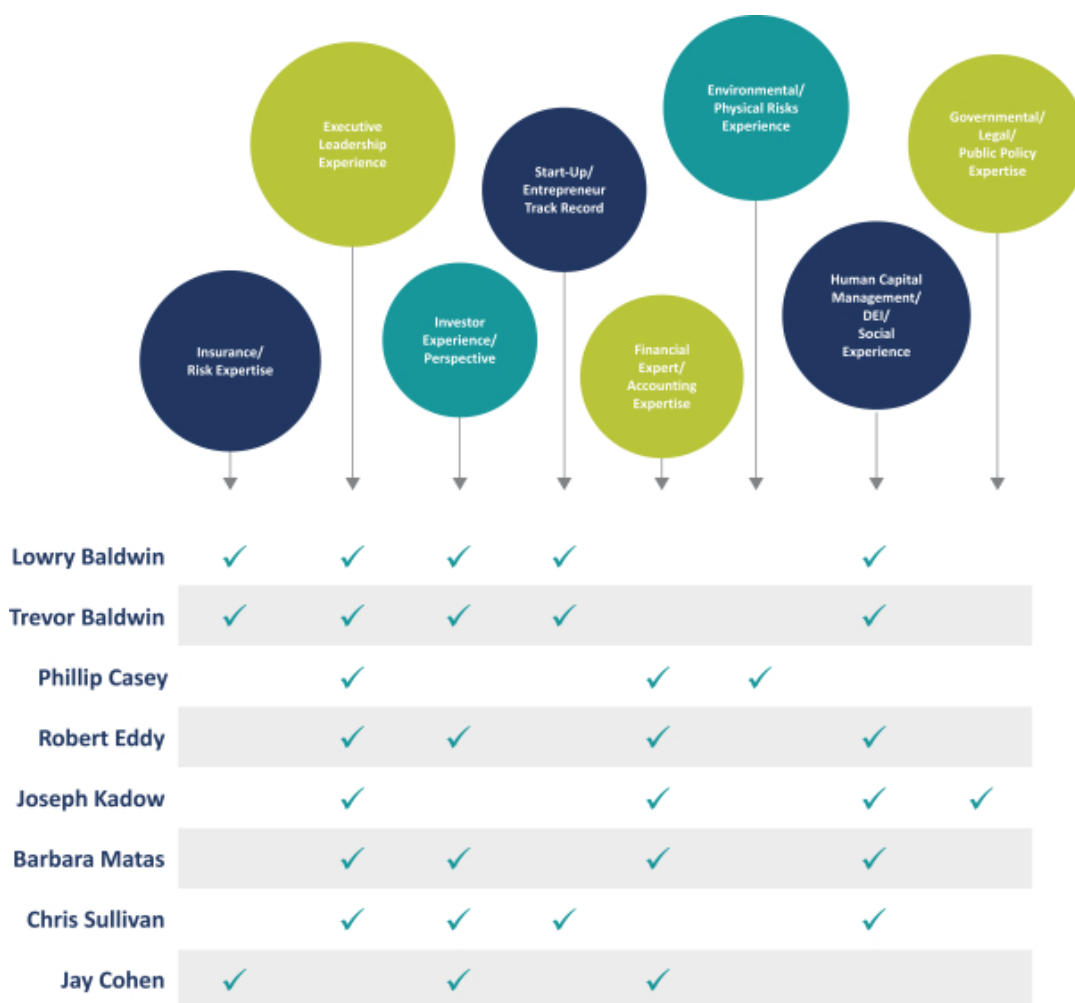 Executive
Leadership
Experience
Environmental/
Physical Risks
Experience
Governmental/
Legal/
Public Policy
Expertise
Start-Up/
Entrepreneur
Track Record
Insurance/
Risk Expertise
Investor
Experience/
Perspective
Financial
Expert/
Accounting
Expertise
Human Capital
Management/
DEI/
Social
Experience
Lowry Baldwin ✓ ✓ ✓ ✓ ✓
Trevor Baldwin ✓ ✓ ✓ ✓ ✓
Phillip Casey ✓ ✓ ✓
Robert Eddy ✓ ✓ ✓ ✓
Joseph Kadow ✓ ✓ ✓ ✓
Barbara Matas ✓ ✓ ✓ ✓
Chris Sullivan ✓ ✓ ✓ ✓
Jay Cohen ✓ ✓ ✓